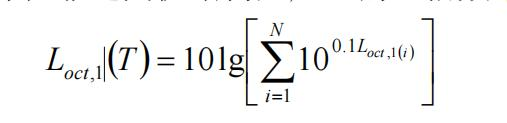 L_{oct,1}|(T) = 10lg[∑_{i=1}^{N} 10^{0.1L_{oct,1(i)}}]